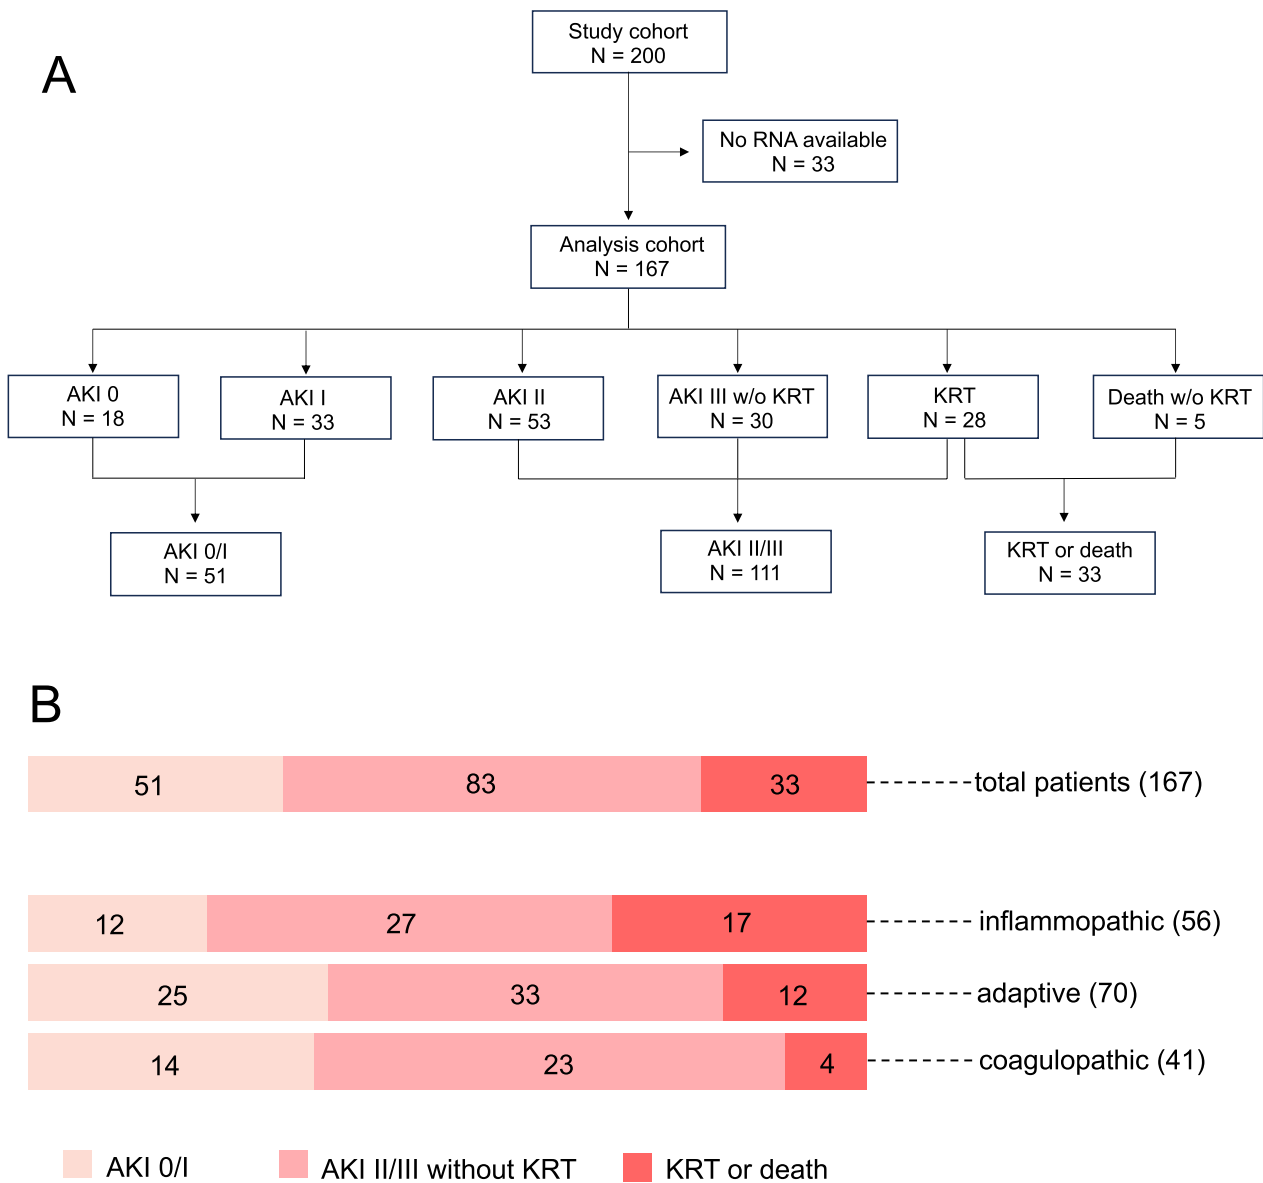 A
Study cohort
N = 200
No RNA available
N = 33
Analysis cohort
N = 167
AKI 0
N = 18
AKI I
N = 33
AKI II
N = 53
AKI III w/o KRT
N = 30
KRT
N = 28
Death w/o KRT
N = 5
AKI 0/I
N = 51
AKI II/III
N = 111
KRT or death
N = 33
B
51 83 33 total patients (167)
12 27 17 inflammopathic (56)
25 33 12 adaptive (70)
14 23 4 coagulopathic (41)
AKI 0/I AKI II/III without KRT KRT or death